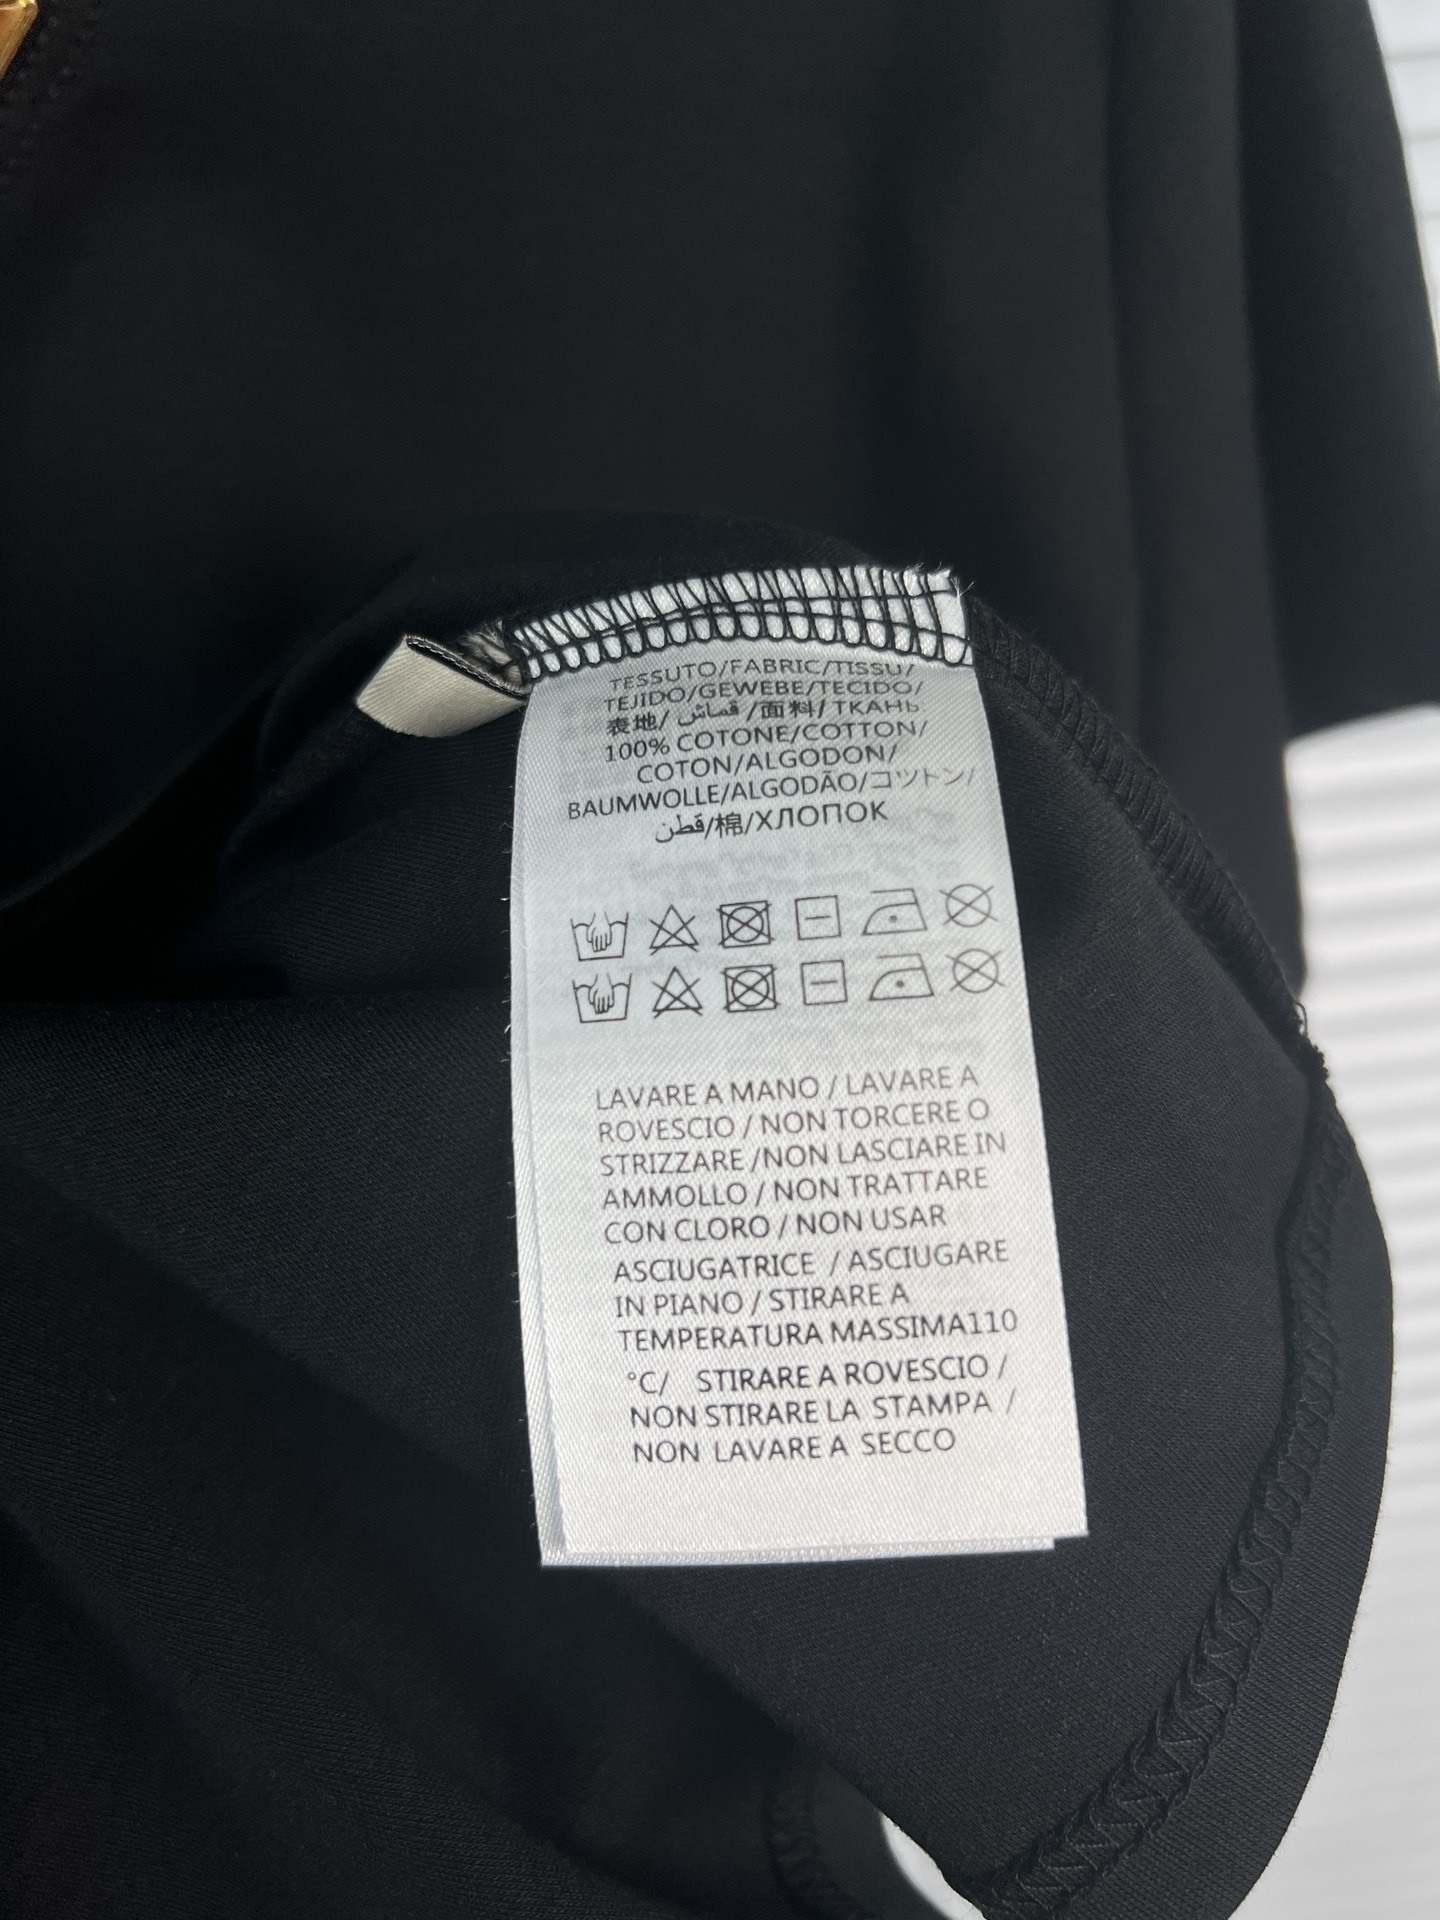 TESSUTO/FABRIC/TISSU/
TEJIDO/GEWEBE/TECIDO/
表地/ قماش /面料/ТКАНЬ
100% COTONE/COTTON/
COTON/ALGODON/
BAUMWOLLE/ALGODÃO/コツトン/
قطن/棉/ХЛОПОК
LAVARE A MANO / LAVARE A
ROVESCIO / NON TORCERE O
STRIZZARE /NON LASCIARE IN
AMMOLLO / NON TRATTARE
CON CLORO / NON USAR
ASCIUGATRICE / ASCIUGARE
IN PIANO / STIRARE A
TEMPERATURA MASSIMA110
°C/ STIRARE A ROVESCIO /
NON STIRARE LA STAMPA /
NON LAVARE A SECCO